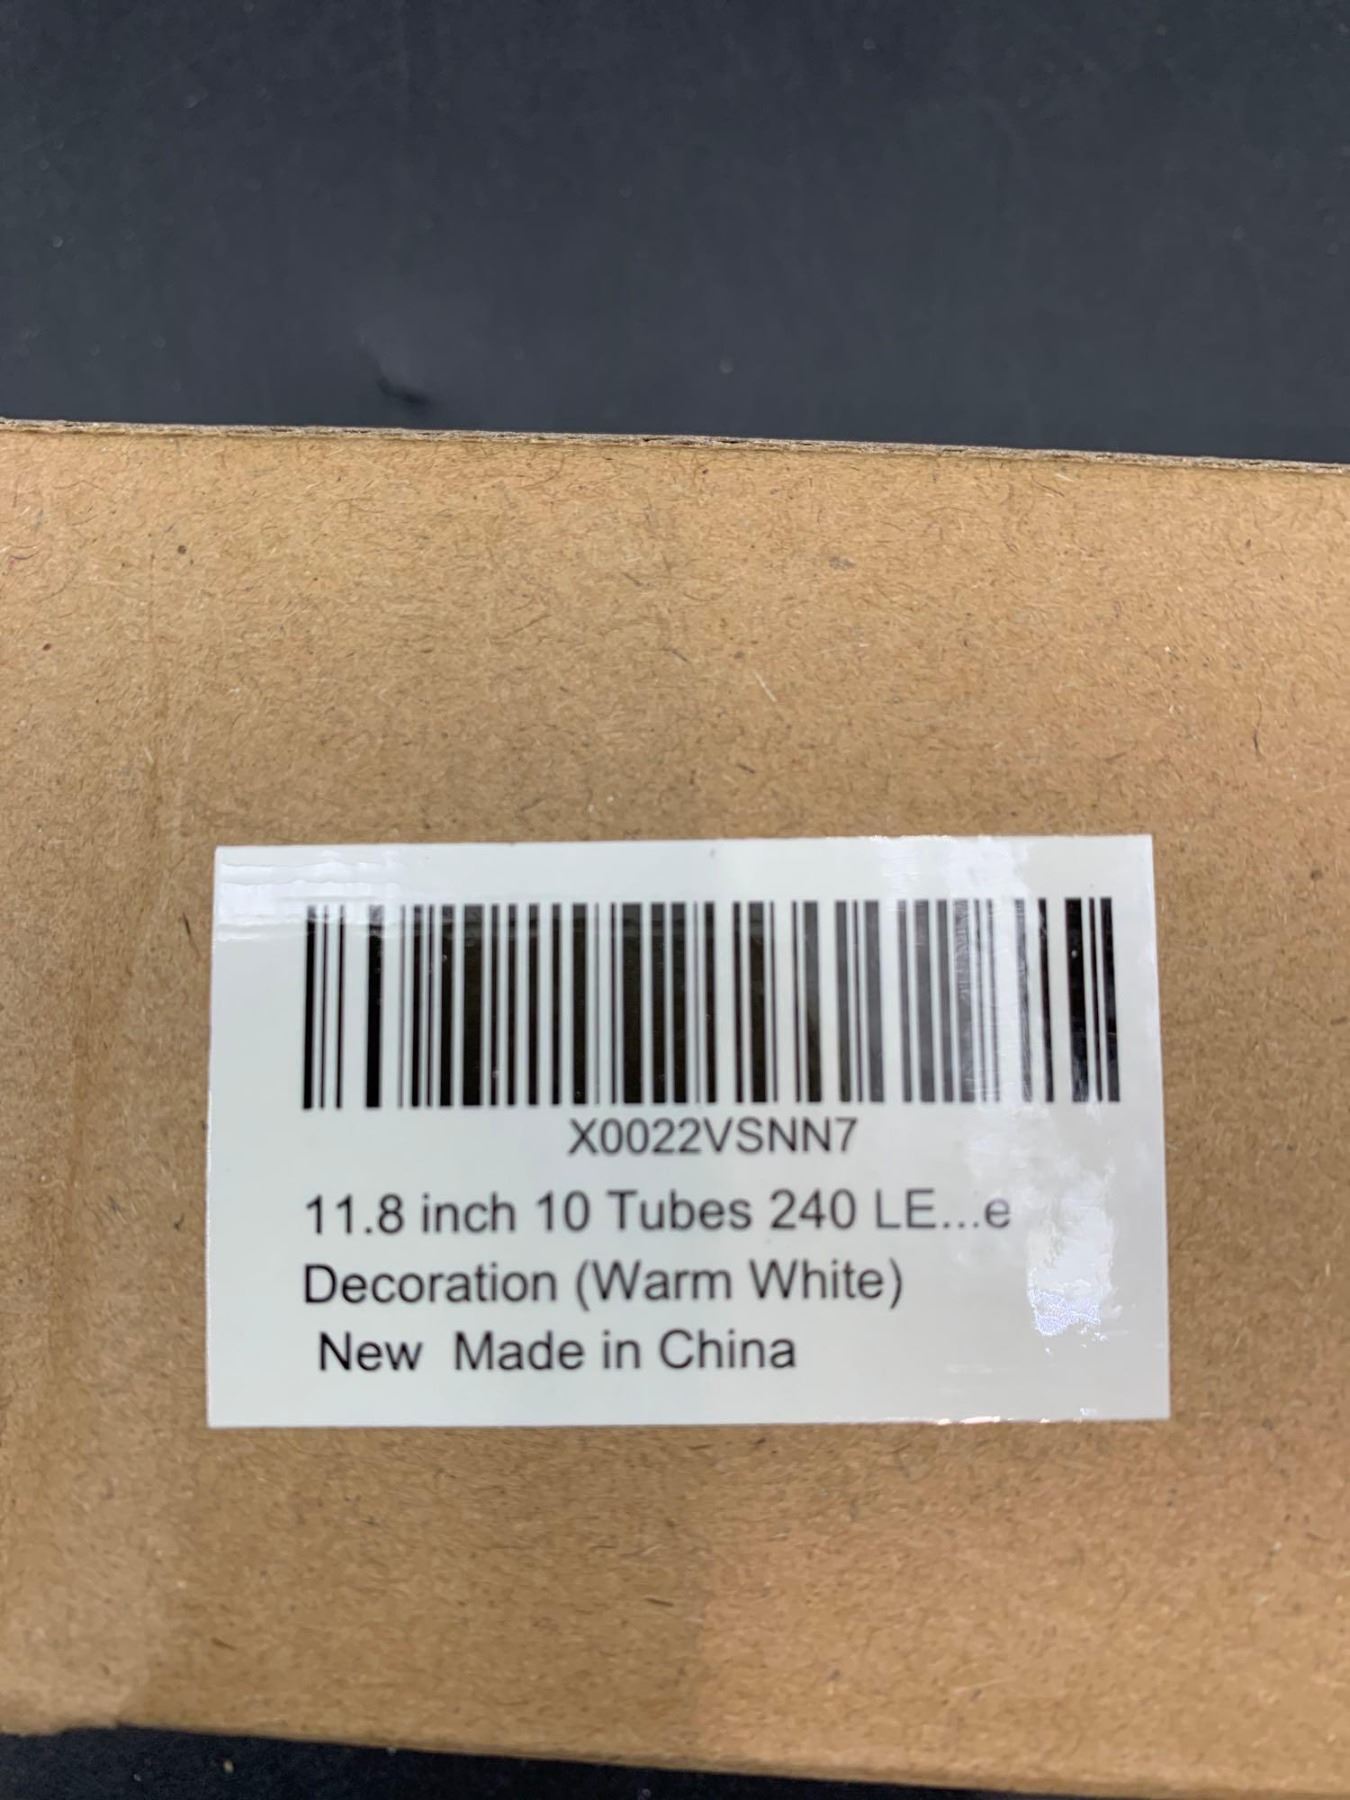 X0022VSNN7
11.8 inch 10 Tubes 240 LE...e
Decoration (Warm White)
New Made in China